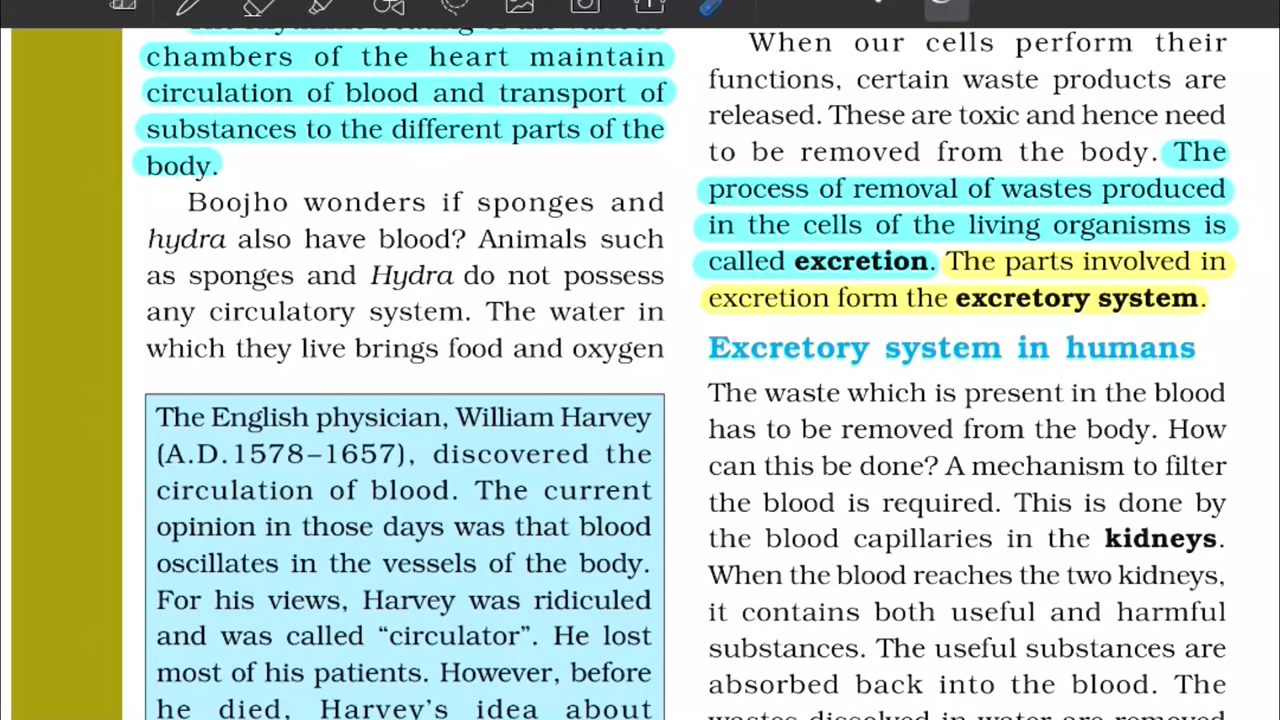 chambers of the heart maintain
circulation of blood and transport of
substances to the different parts of the
body.
Boojho wonders if sponges and
hydra also have blood? Animals such
as sponges and Hydra do not possess
any circulatory system. The water in
which they live brings food and oxygen
The English physician, William Harvey
(A.D.1578–1657), discovered the
circulation of blood. The current
opinion in those days was that blood
oscillates in the vessels of the body.
For his views, Harvey was ridiculed
and was called “circulator”. He lost
most of his patients. However, before
he died, Harvey’s idea about
When our cells perform their
functions, certain waste products are
released. These are toxic and hence need
to be removed from the body. The
process of removal of wastes produced
in the cells of the living organisms is
called excretion. The parts involved in
excretion form the excretory system.
Excretory system in humans
The waste which is present in the blood
has to be removed from the body. How
can this be done? A mechanism to filter
the blood is required. This is done by
the blood capillaries in the kidneys.
When the blood reaches the two kidneys,
it contains both useful and harmful
substances. The useful substances are
absorbed back into the blood. The
wastes dissolved in water are removed